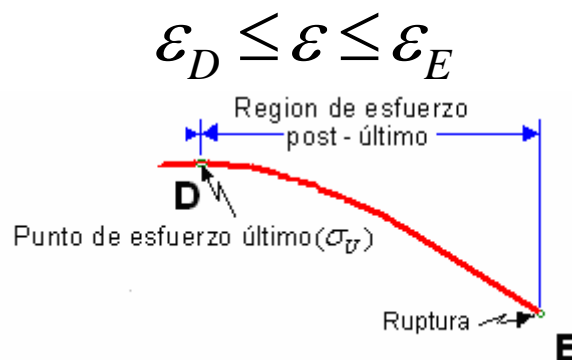 ε_D ≤ ε ≤ ε_E
Region de esfuerzo
post - último
D
Punto de esfuerzo último(σ_U)
Ruptura
E